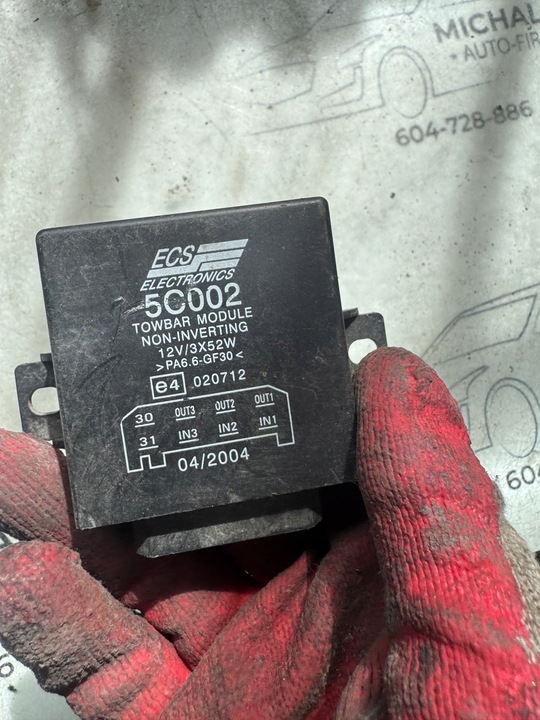 MICHAL
AUTO-FIR
604-728-886
ECS
ELECTRONICS
5C002
TOWBAR MODULE
NON-INVERTING
12V/3X52W
>PA6.6-GF30<
e4 020712
30 OUT3 OUT2 OUT1
31 IN3 IN2 IN1
04/2004
604